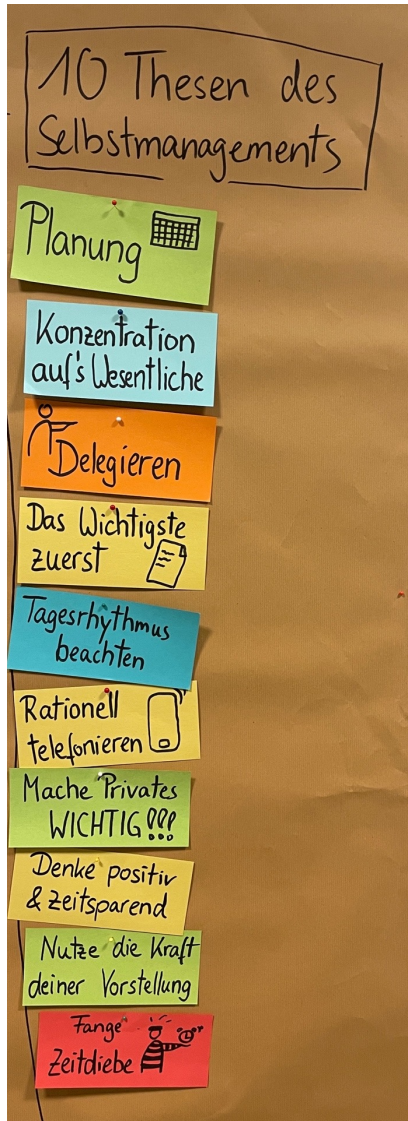 10 Thesen des
Selbstmanagements
Planung
Konzentration
auf's Wesentliche
Delegieren
Das Wichtigste
zuerst
Tagesrhythmus
beachten
Rationell
telefonieren
Mache Privates
WICHTIG!!!
Denke positiv
& zeitsparend
Nutze die Kraft
deiner Vorstellung
Fange
Zeitdiebe